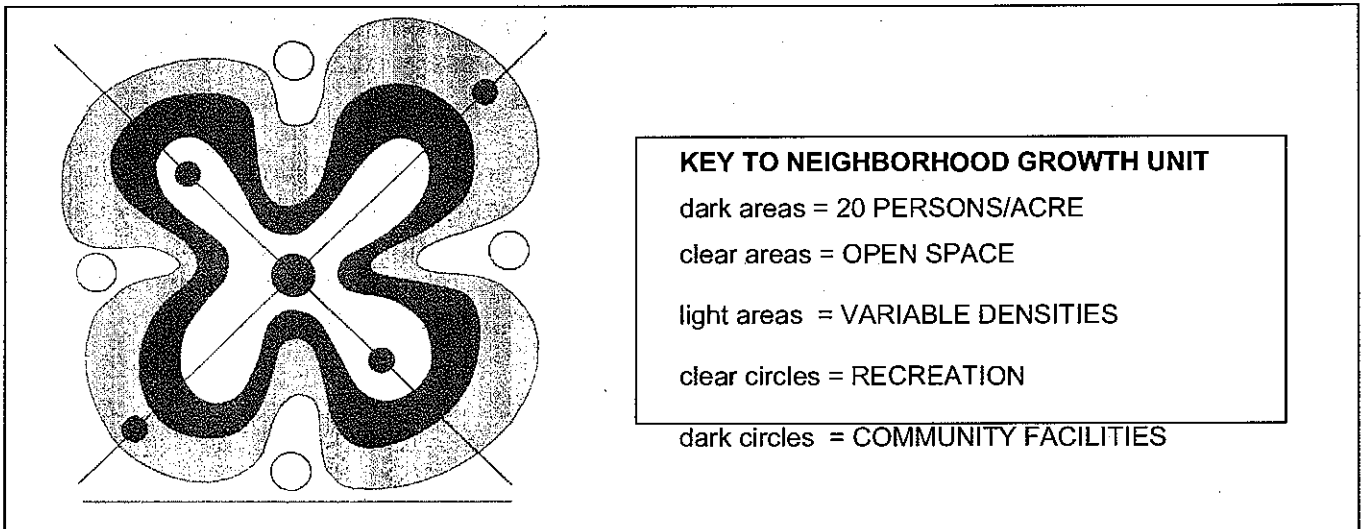 KEY TO NEIGHBORHOOD GROWTH UNIT
dark areas = 20 PERSONS/ACRE
clear areas = OPEN SPACE
light areas = VARIABLE DENSITIES
clear circles = RECREATION
dark circles = COMMUNITY FACILITIES